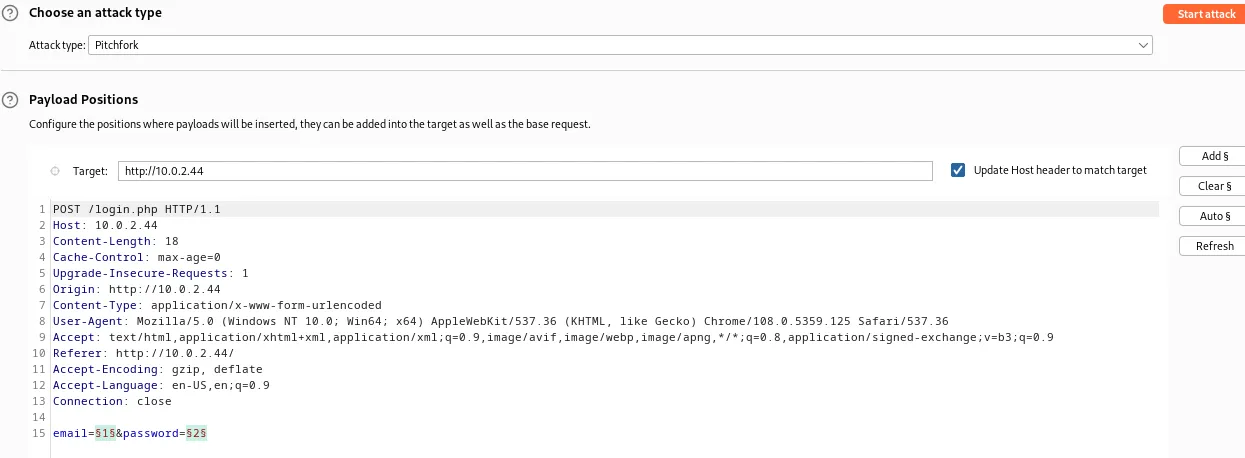 Choose an attack type
Start attack
Attack type: Pitchfork
Payload Positions
Configure the positions where payloads will be inserted, they can be added into the target as well as the base request.
Target: http://10.0.2.44
Update Host header to match target
Add §
Clear §
Auto §
Refresh
1 POST /login.php HTTP/1.1
2 Host: 10.0.2.44
3 Content-Length: 18
4 Cache-Control: max-age=0
5 Upgrade-Insecure-Requests: 1
6 Origin: http://10.0.2.44
7 Content-Type: application/x-www-form-urlencoded
8 User-Agent: Mozilla/5.0 (Windows NT 10.0; Win64; x64) AppleWebKit/537.36 (KHTML, like Gecko) Chrome/108.0.5359.125 Safari/537.36
9 Accept: text/html,application/xhtml+xml,application/xml;q=0.9,image/avif,image/webp,image/apng,*/*;q=0.8,application/signed-exchange;v=b3;q=0.9
10 Referer: http://10.0.2.44/
11 Accept-Encoding: gzip, deflate
12 Accept-Language: en-US,en;q=0.9
13 Connection: close
14
15 email=§1§&password=§2§